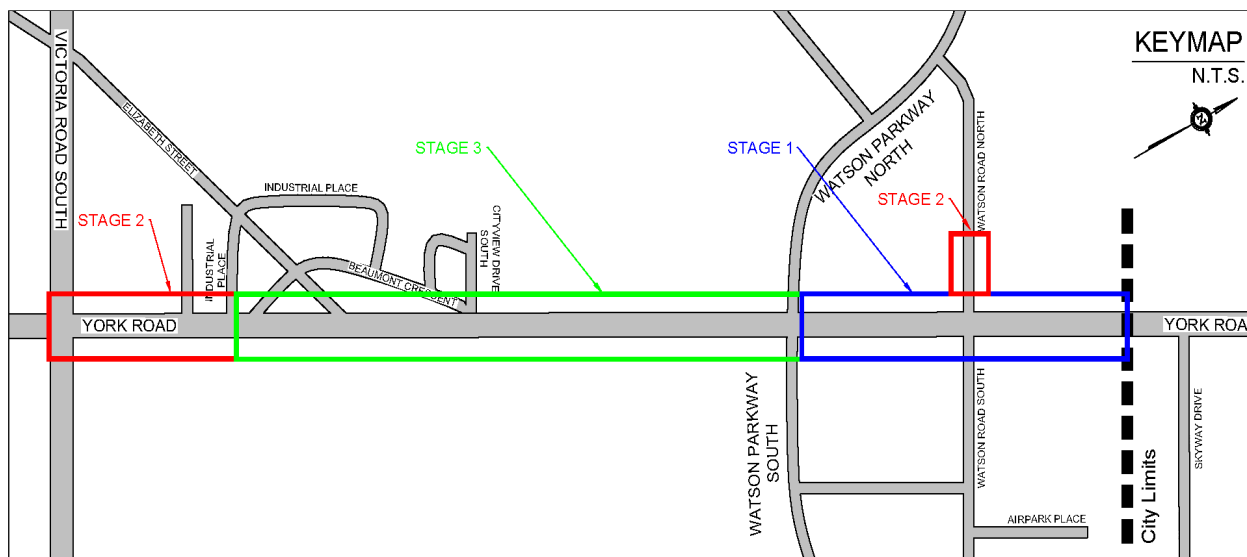 KEYMAP
N.T.S.
N
VICTORIA ROAD SOUTH
ELIZABETH STREET
STAGE 3
STAGE 1
WATSON PARKWAY
NORTH
WATSON ROAD NORTH
INDUSTRIAL PLACE
STAGE 2
STAGE 2
INDUSTRIAL
PLACE
CITYVIEW DRIVE
SOUTH
BEAUMONT CRESCENT
YORK ROAD
YORK ROA
WATSON PARKWAY
SOUTH
WATSON ROAD SOUTH
SKYWAY DRIVE
City Limits
AIRPARK PLACE